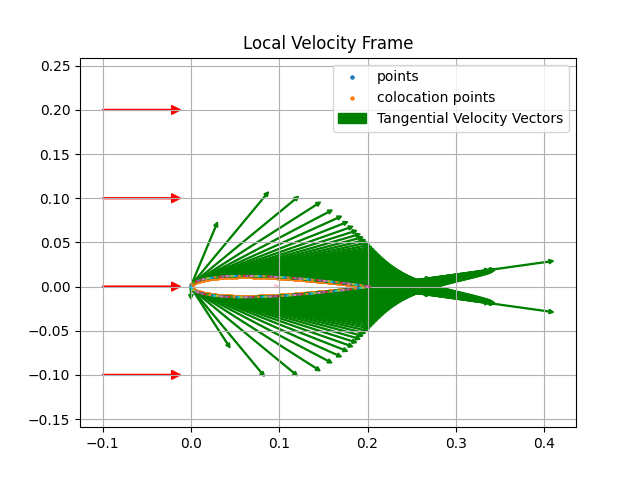 Local Velocity Frame
points
colocation points
Tangential Velocity Vectors
0.25
0.20
0.15
0.10
0.05
0.00
−0.05
−0.10
−0.15
−0.1 0.0 0.1 0.2 0.3 0.4